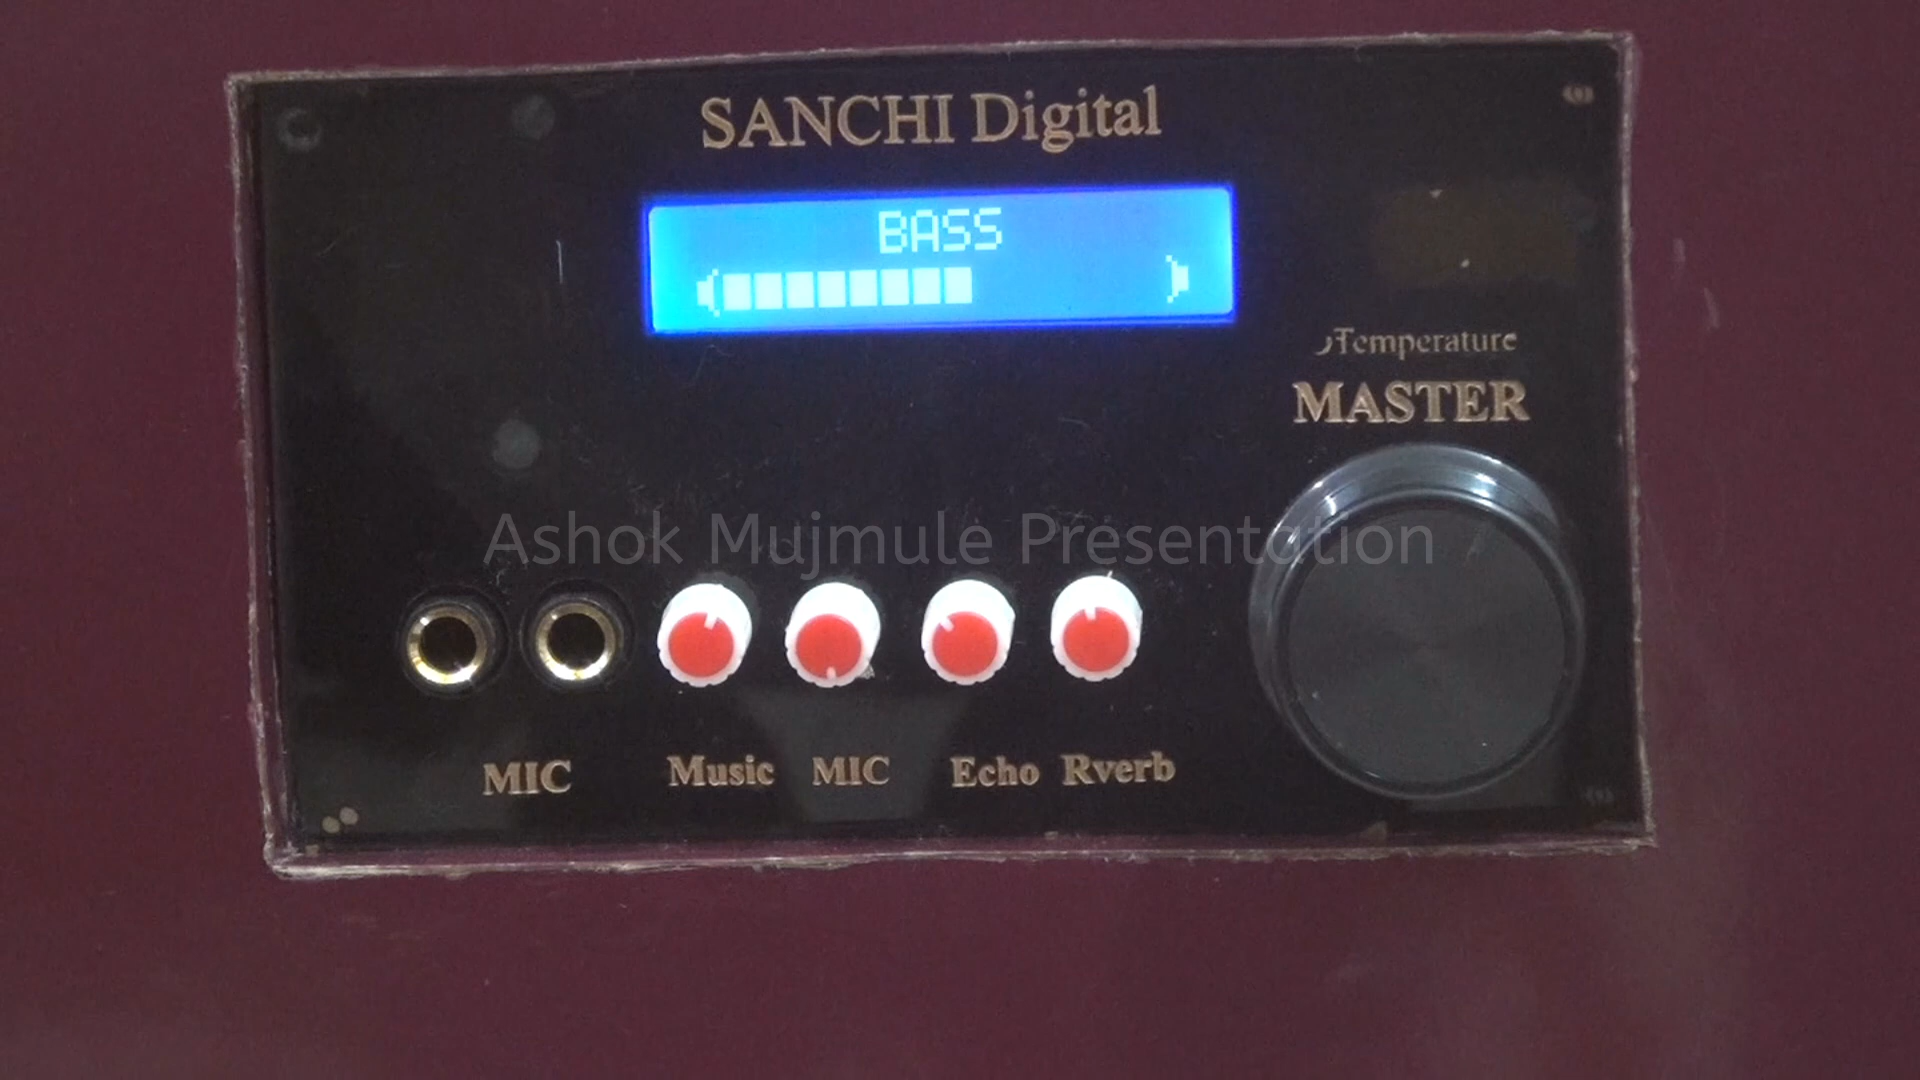 SANCHI Digital
BASS
Temperature
MASTER
Ashok Mujmule Presentation
MIC
Music
MIC
Echo
Rverb